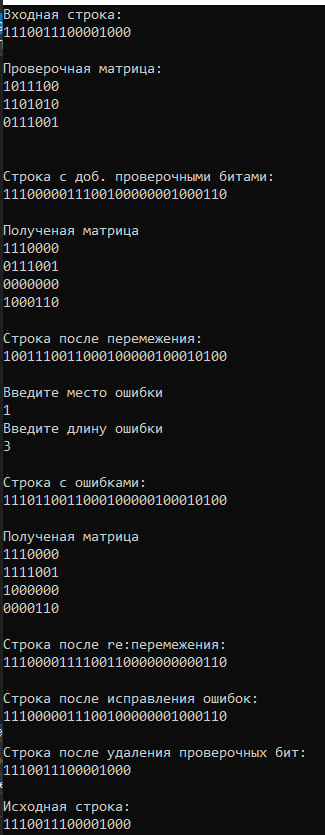 Входная строка:
1110011100001000
Проверочная матрица:
1011100
1101010
0111001
Строка с доб. проверочными битами:
1110000011100100000001000110
Полученая матрица
1110000
0111001
0000000
1000110
Строка после перемежения:
1001110011000100000100010100
Введите место ошибки
1
Введите длину ошибки
3
Строка с ошибками:
1110110011000100000100010100
Полученая матрица
1110000
1111001
1000000
0000110
Строка после re:перемежения:
1110000111100110000000000110
Строка после исправления ошибок:
1110000011100100000001000110
Строка после удаления проверочных бит:
1110011100001000
Исходная строка:
1110011100001000